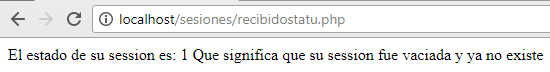 localhost/sesiones/recibidostatu.php
El estado de su session es: 1 Que significa que su session fue vaciada y ya no existe